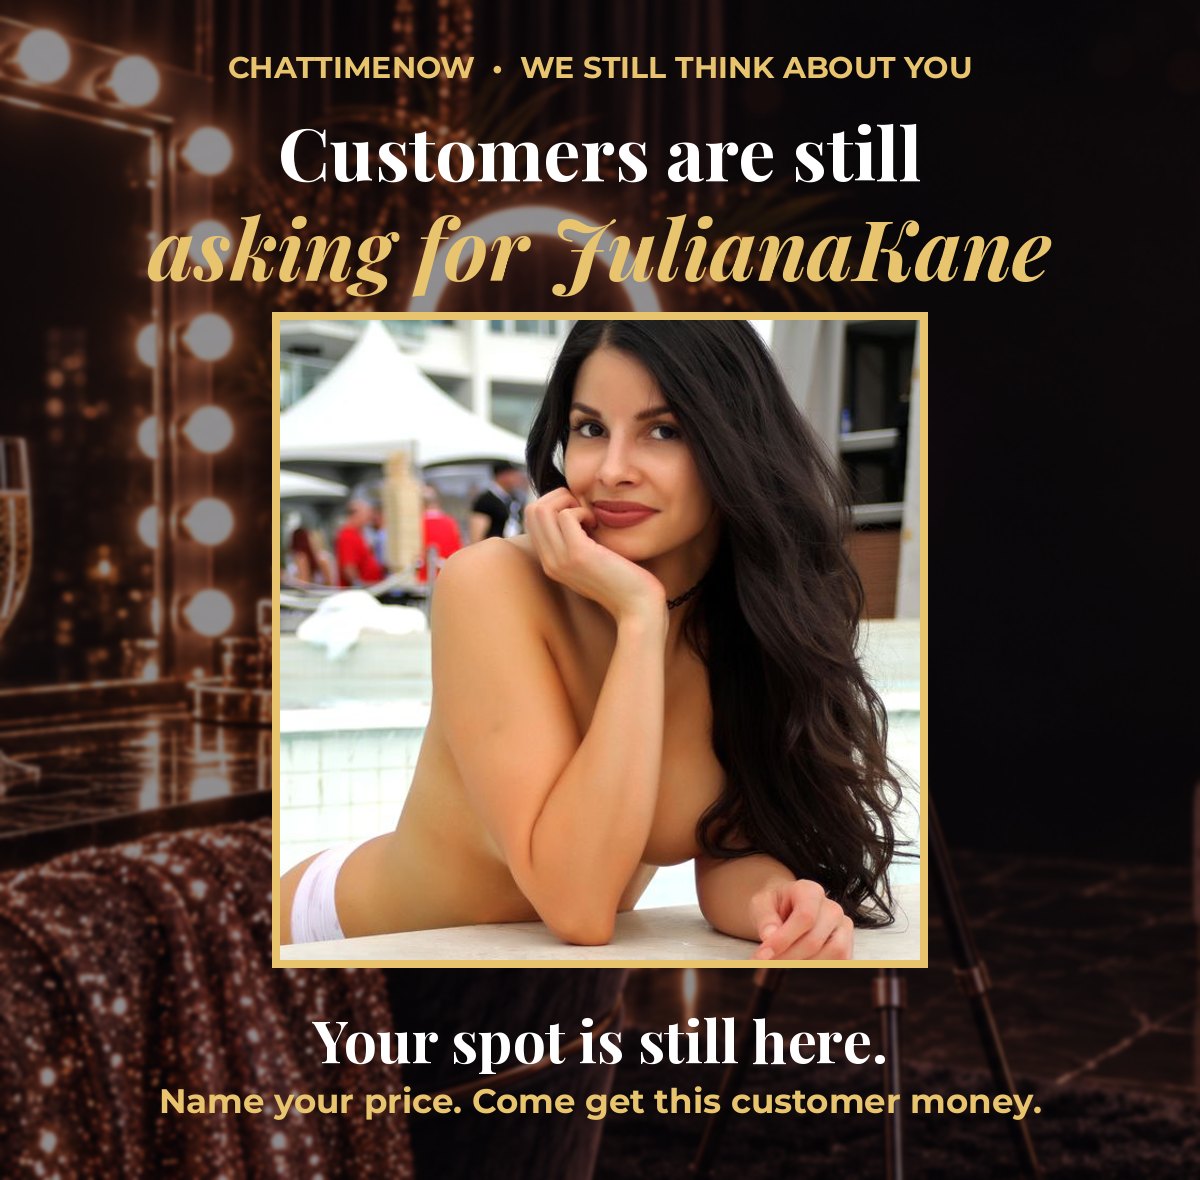 CHATTIMENOW • WE STILL THINK ABOUT YOU
Customers are still
asking for JulianaKane
Your spot is still here.
Name your price. Come get this customer money.